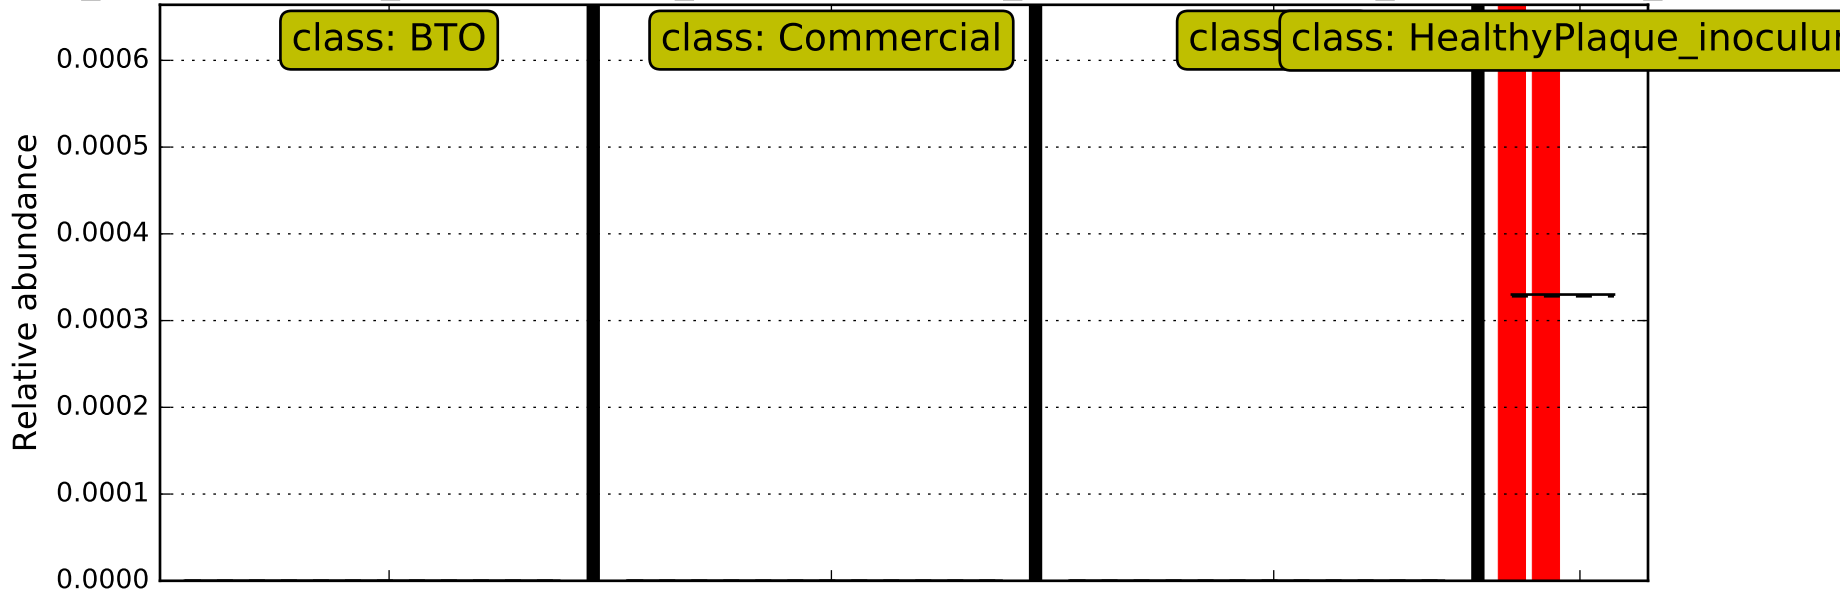 class: BTO
class: Commercial
class
class: HealthyPlaque_inoculu
0.0006
0.0005
0.0004
0.0003
0.0002
0.0001
0.0000
Relative abundance